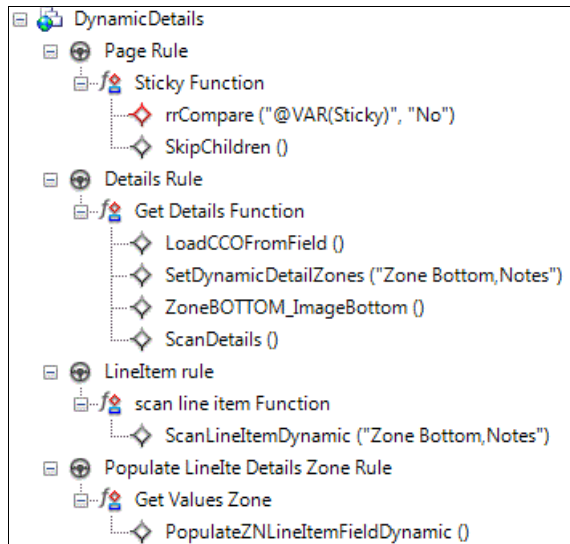 DynamicDetails
Page Rule
Sticky Function
rrCompare ("@VAR(Sticky)", "No")
SkipChildren ()
Details Rule
Get Details Function
LoadCCOFromField ()
SetDynamicDetailZones ("Zone Bottom,Notes")
ZoneBOTTOM_ImageBottom ()
ScanDetails ()
LineItem rule
scan line item Function
ScanLineItemDynamic ("Zone Bottom,Notes")
Populate LineIte Details Zone Rule
Get Values Zone
PopulateZNLineItemFieldDynamic ()